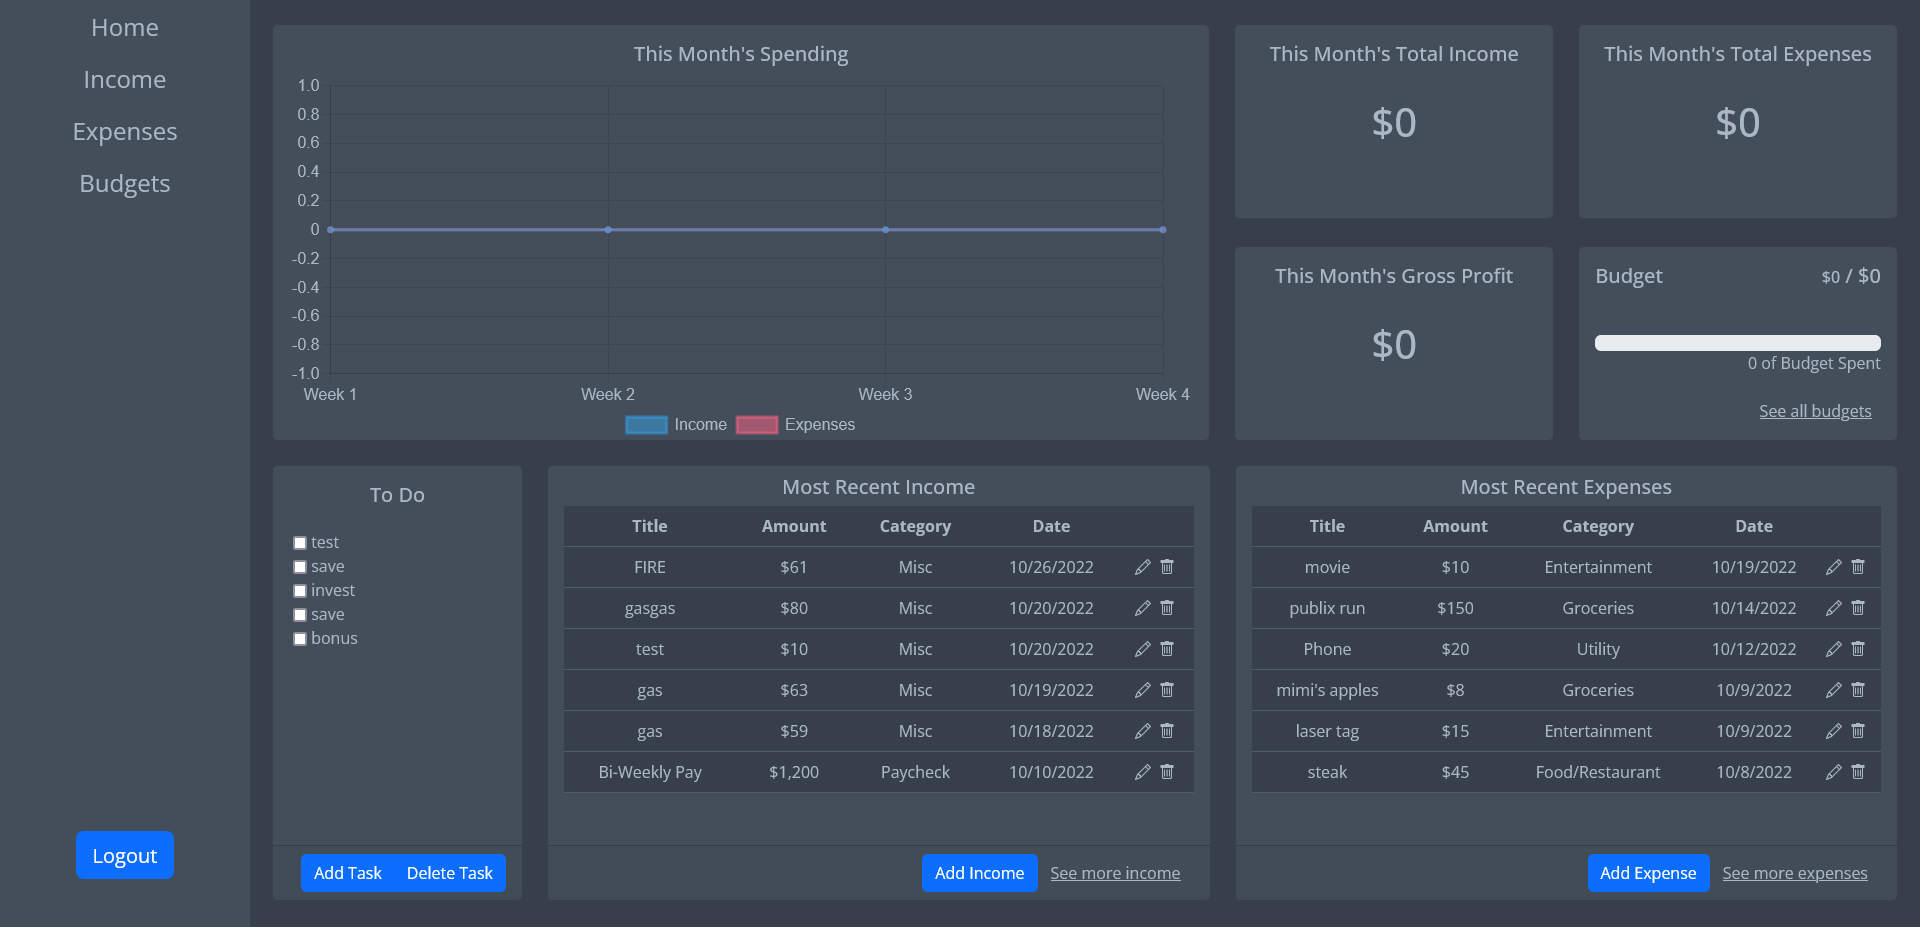 Home
Income
Expenses
Budgets
Logout
This Month's Spending
1.0
0.8
0.6
0.4
0.2
0
-0.2
-0.4
-0.6
-0.8
-1.0
Week 1 Week 2 Week 3 Week 4
Income Expenses
This Month's Total Income
$0
This Month's Total Expenses
$0
This Month's Gross Profit
$0
Budget $0 / $0
0 of Budget Spent
See all budgets
To Do
test
save
invest
save
bonus
Add Task Delete Task
Most Recent Income
Title Amount Category Date
FIRE $61 Misc 10/26/2022
gasgas $80 Misc 10/20/2022
test $10 Misc 10/20/2022
gas $63 Misc 10/19/2022
gas $59 Misc 10/18/2022
Bi-Weekly Pay $1,200 Paycheck 10/10/2022
Add Income See more income
Most Recent Expenses
Title Amount Category Date
movie $10 Entertainment 10/19/2022
publix run $150 Groceries 10/14/2022
Phone $20 Utility 10/12/2022
mimi's apples $8 Groceries 10/9/2022
laser tag $15 Entertainment 10/9/2022
steak $45 Food/Restaurant 10/8/2022
Add Expense See more expenses